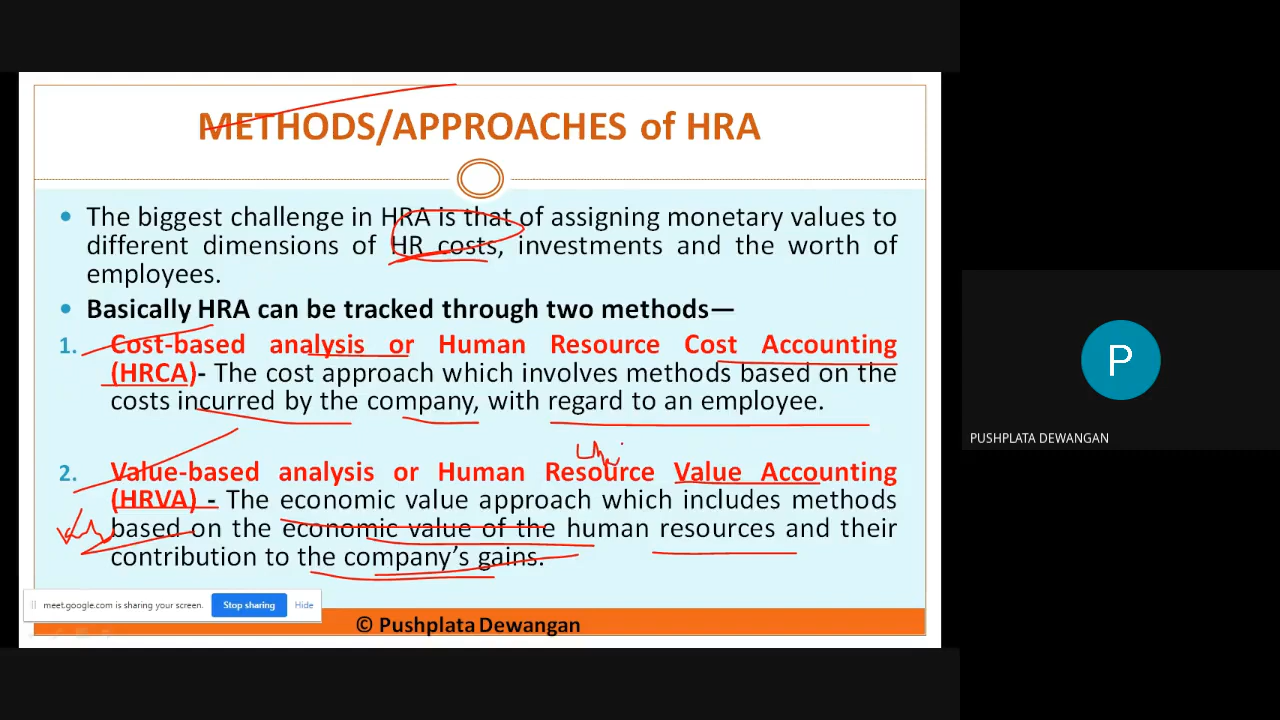 METHODS/APPROACHES of HRA
• The biggest challenge in HRA is that of assigning monetary values to
different dimensions of HR costs, investments and the worth of
employees.
• Basically HRA can be tracked through two methods—
1. Cost-based analysis or Human Resource Cost Accounting
(HRCA)- The cost approach which involves methods based on the
costs incurred by the company, with regard to an employee.
2. Value-based analysis or Human Resource Value Accounting
(HRVA) - The economic value approach which includes methods
based on the economic value of the human resources and their
contribution to the company's gains.
meet.google.com is sharing your screen. Stop sharing Hide
© Pushplata Dewangan
P
PUSHPLATA DEWANGAN